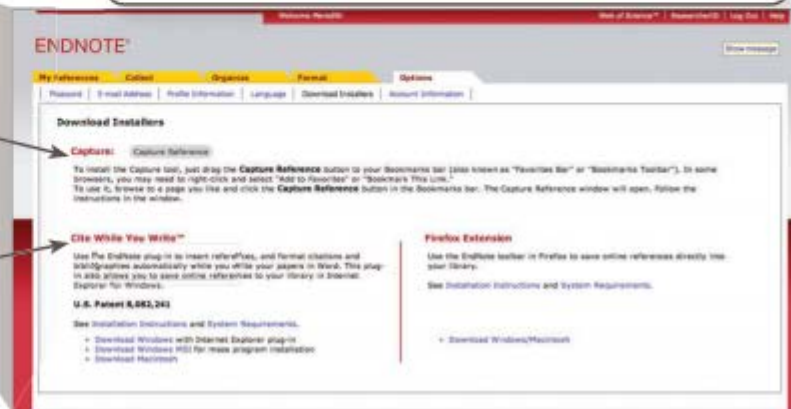 Welcome Meredith
Web of Science™ | ResearcherID | Log Out | Help
ENDNOTE®
Show message
My References Collect Organize Format Options
Password | E-mail Address | Profile Information | Language | Download Installers | Account Information |
Download Installers
Capture: Capture Reference
To install the Capture tool, just drag the Capture Reference button to your Bookmarks bar (also known as "Favorites Bar" or "Bookmarks Toolbar"). In some
browsers, you may need to right-click and select "Add to Favorites" or "Bookmark This Link."
To use it, browse to a page you like and click the Capture Reference button in the Bookmarks bar. The Capture Reference window will open. Follow the
instructions in the window.
Cite While You Write™
Use the EndNote plug-in to insert references, and format citations and
bibliographies automatically while you write your papers in Word. This plug-
in also allows you to save online references to your library in Internet
Explorer for Windows.
U.S. Patent 8,082,241
See Installation Instructions and System Requirements.
Download Windows with Internet Explorer plug-in
Download Windows MSI for mass program installation
Download Macintosh
Firefox Extension
Use the EndNote toolbar in Firefox to save online references directly into
your library.
See Installation Instructions and System Requirements.
Download Windows/Macintosh